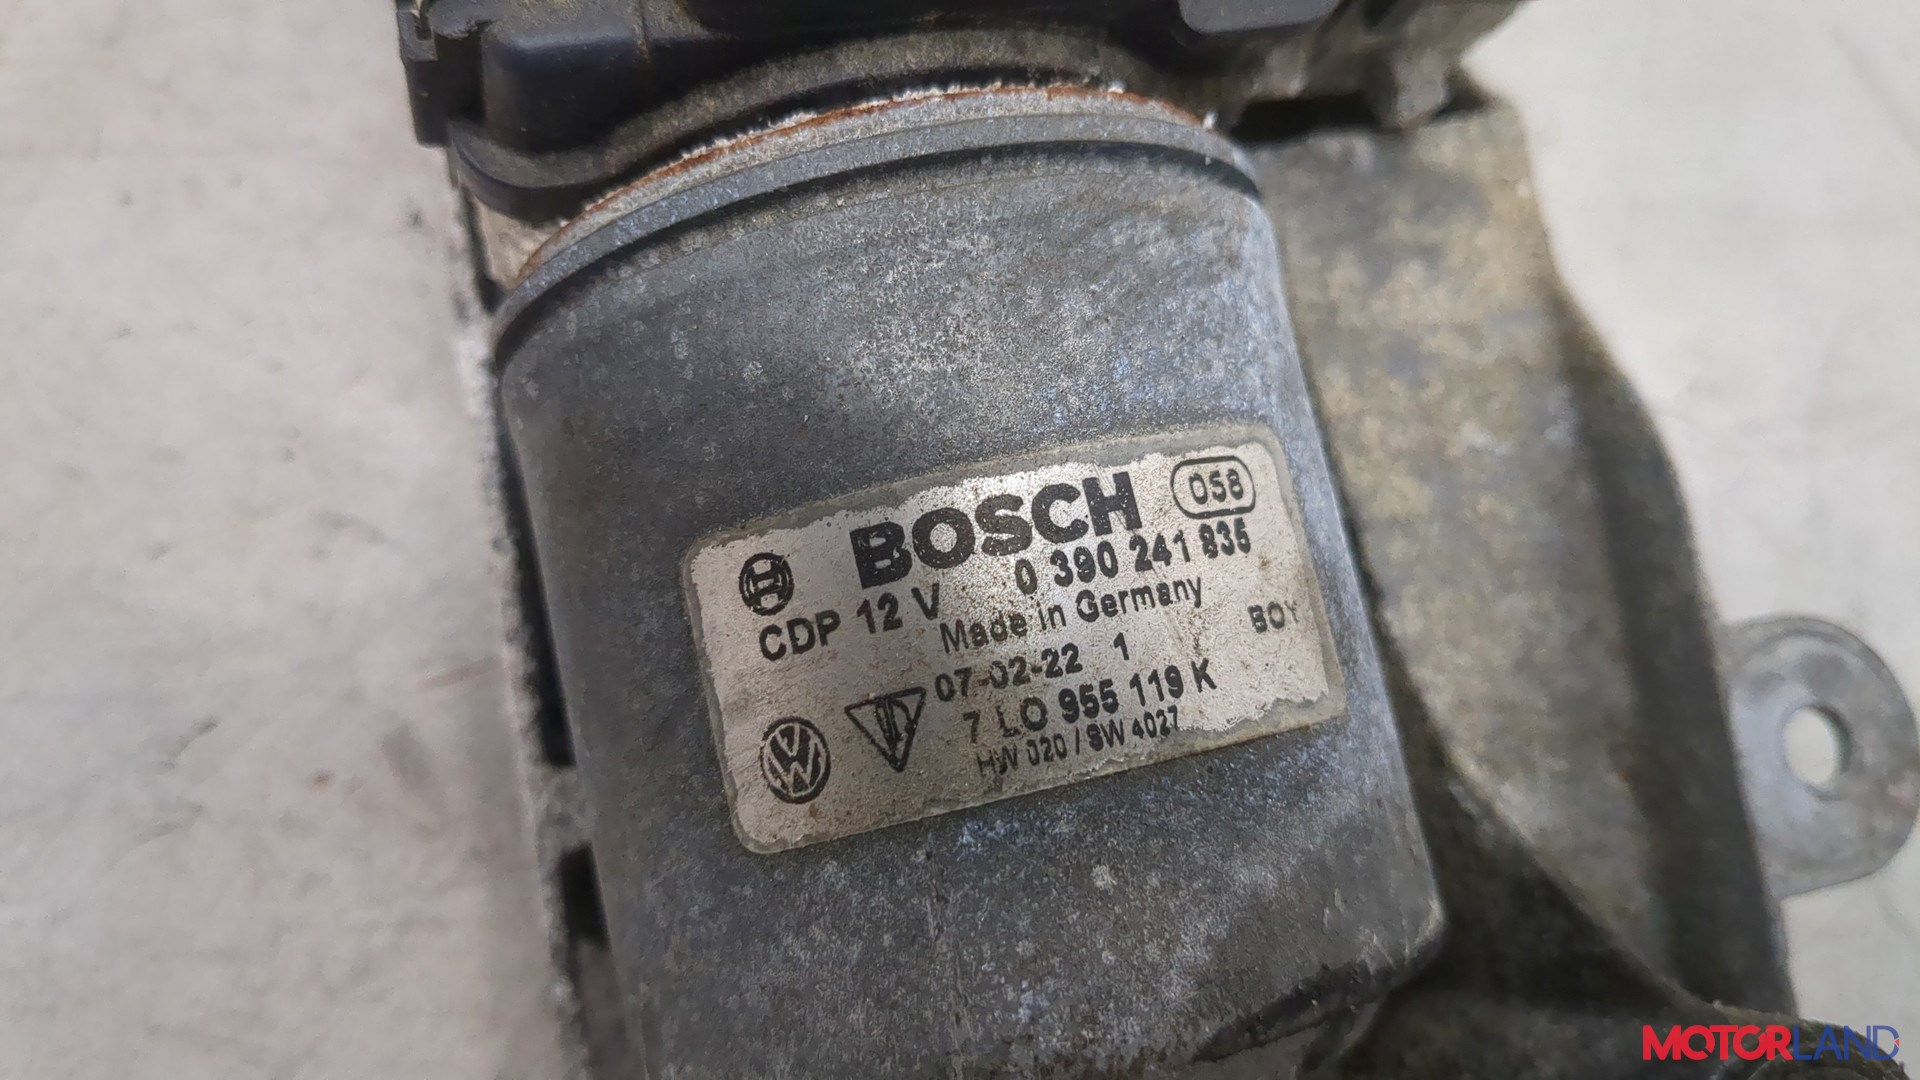 BOSCH 058
CDP 12 V 0 390 241 835
Made in Germany
07-02-22 1 BOY
7 L0 955 119 K
HW 020 / SW 4027
MOTORLAND